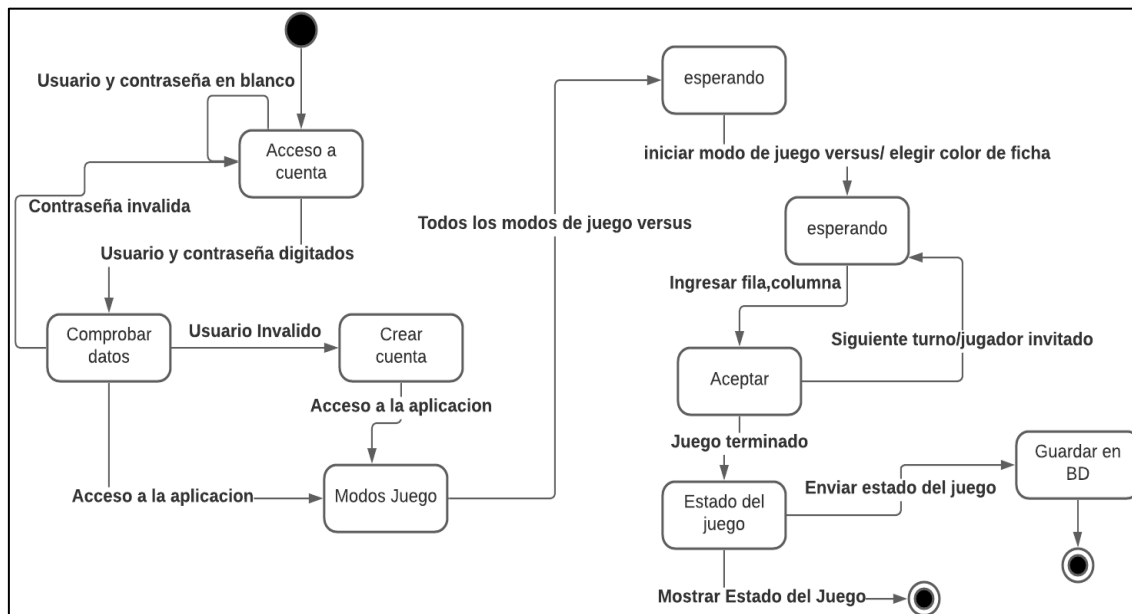 Usuario y contraseña en blanco
Acceso a
cuenta
Contraseña invalida
Usuario y contraseña digitados
Comprobar
datos
Usuario Invalido
Crear
cuenta
Acceso a la aplicacion
Acceso a la aplicacion
Modos Juego
Todos los modos de juego versus
esperando
iniciar modo de juego versus/ elegir color de ficha
esperando
Ingresar fila,columna
Siguiente turno/jugador invitado
Aceptar
Juego terminado
Estado del
juego
Enviar estado del juego
Guardar en
BD
Mostrar Estado del Juego